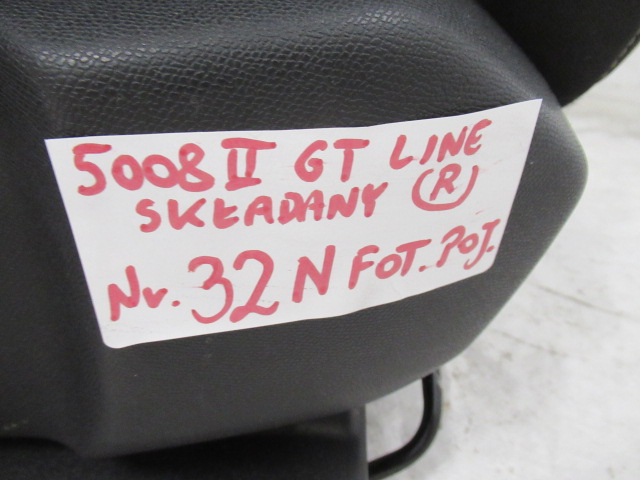 5008 II GT LINE
SKŁADANY R
Nr. 32 N FOT. POJ.